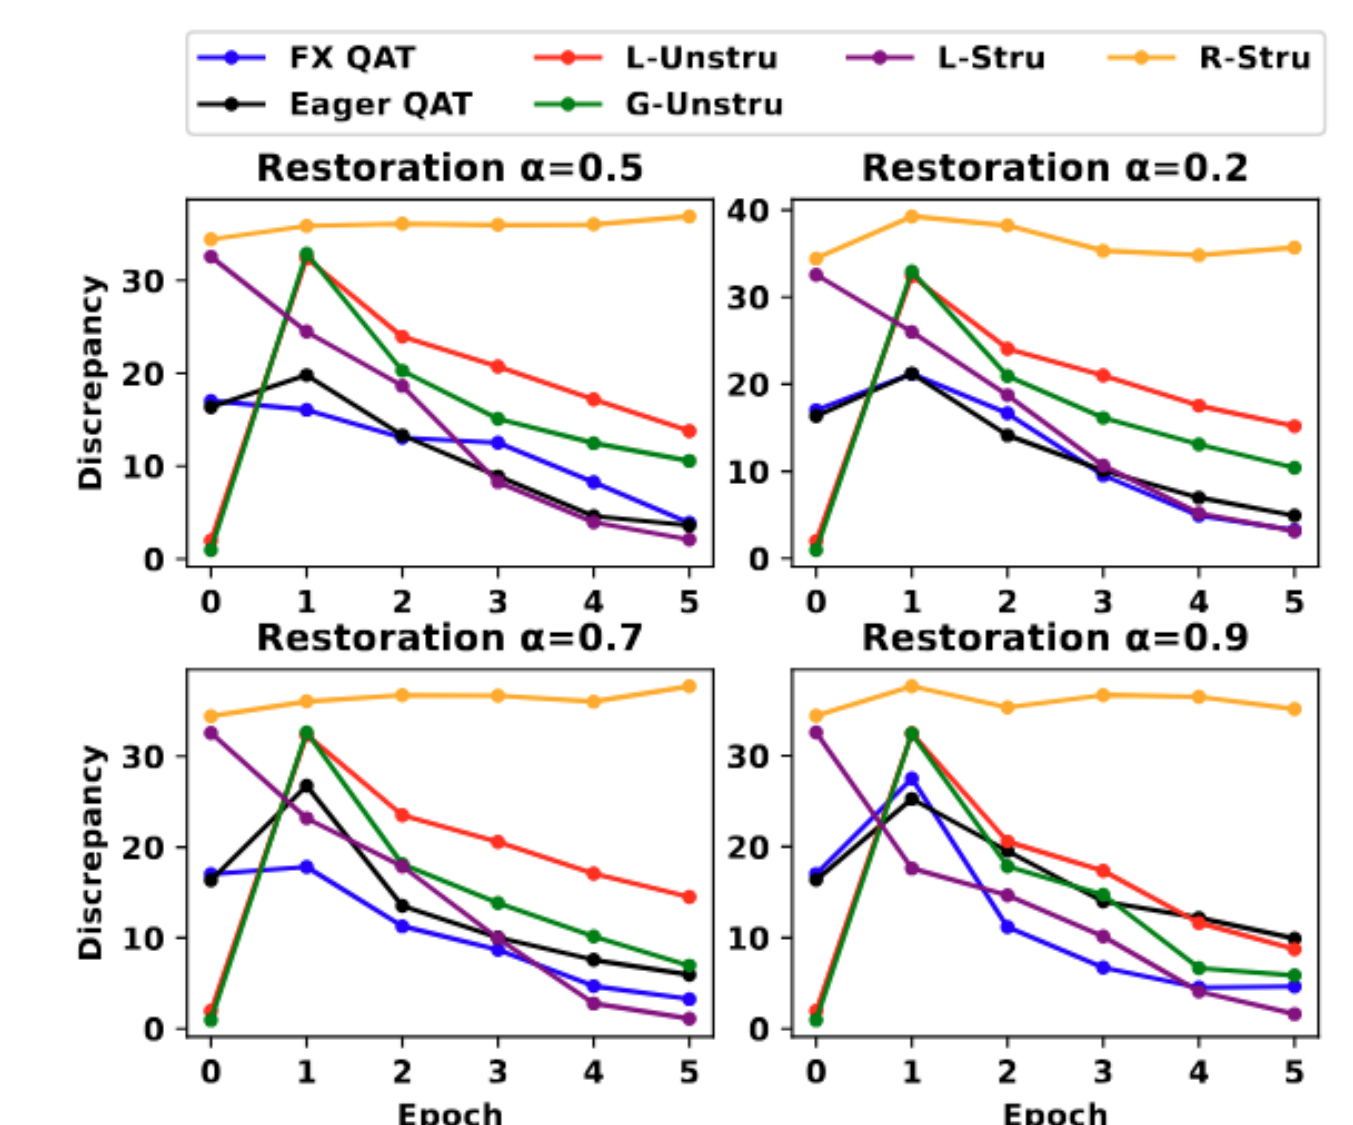 FX QAT L-Unstru L-Stru R-Stru
Eager QAT G-Unstru
Restoration α=0.5 Restoration α=0.2
Discrepancy
30
20
10
0
40
30
20
10
0
0 1 2 3 4 5 0 1 2 3 4 5
Restoration α=0.7 Restoration α=0.9
Discrepancy
30
20
10
0
30
20
10
0
0 1 2 3 4 5 0 1 2 3 4 5
Epoch Epoch